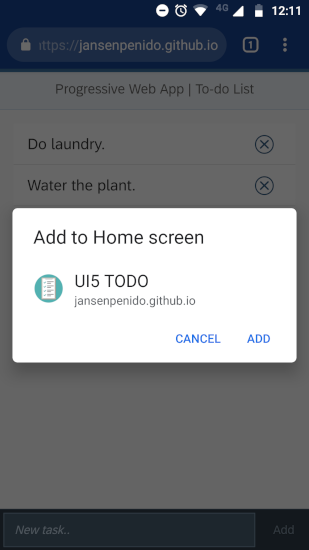 4G 12:11
https://jansenpenido.github.io 1
Progressive Web App | To-do List
Do laundry.
Water the plant.
Add to Home screen
UI5 TODO
jansenpenido.github.io
CANCEL ADD
New task.. Add